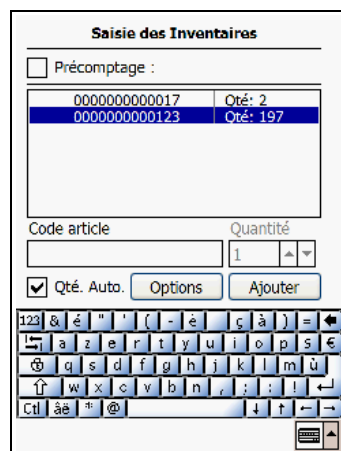 Saisie des Inventaires
Précomptage :
0000000000017 Qté: 2
0000000000123 Qté: 197
Code article Quantité
1
Qté. Auto. Options Ajouter
123 & é " ' ( - è ç à ) =
a z e r t y u i o p $ €
q s d f g h j k l m ù
w x c v b n , ; : !
Ctl âë * @